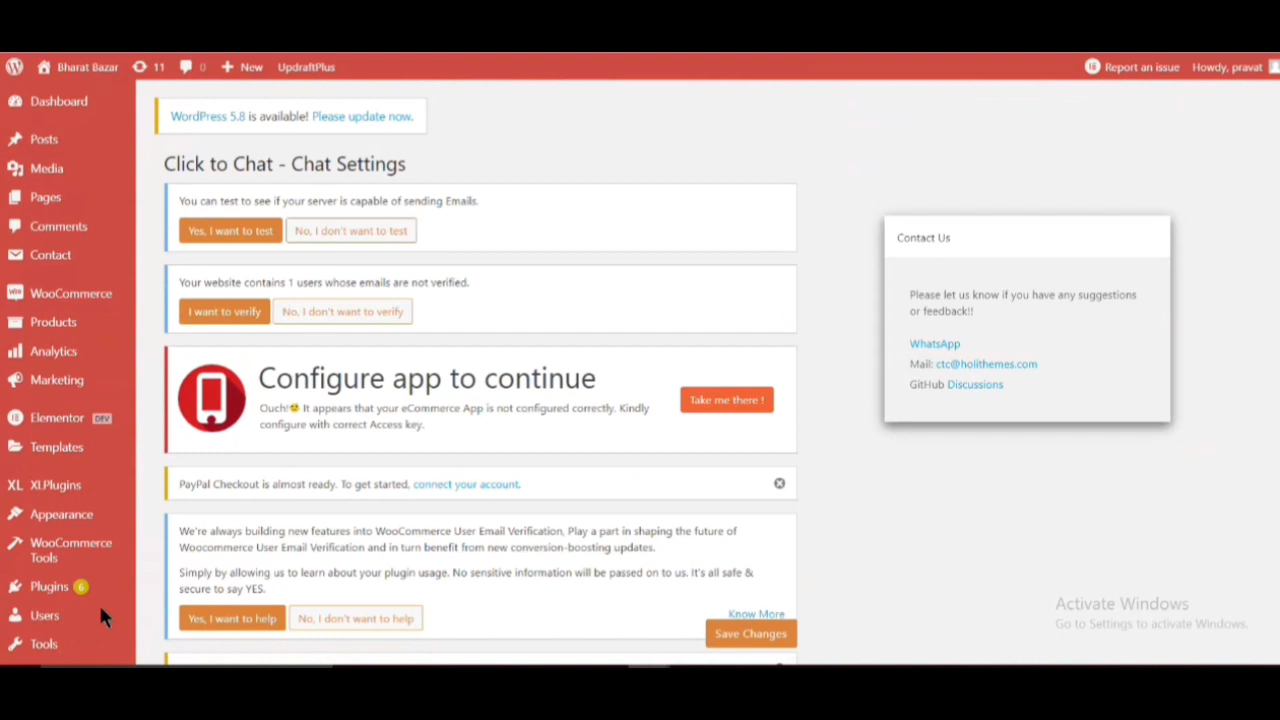 Bharat Bazar 11 0 New UpdraftPlus Report an issue Howdy, pravat
Dashboard
Posts
Media
Pages
Comments
Contact
WooCommerce
Products
Analytics
Marketing
Elementor DEV
Templates
XL XLPlugins
Appearance
WooCommerce
Tools
Plugins 6
Users
Tools
WordPress 5.8 is available! Please update now.
Click to Chat - Chat Settings
You can test to see if your server is capable of sending Emails.
Yes, I want to test No, I don't want to test
Your website contains 1 users whose emails are not verified.
I want to verify No, I don't want to verify
Configure app to continue
Ouch! It appears that your eCommerce App is not configured correctly. Kindly
configure with correct Access key.
Take me there !
PayPal Checkout is almost ready. To get started, connect your account.
We're always building new features into WooCommerce User Email Verification, Play a part in shaping the future of
Woocommerce User Email Verification and in turn benefit from new conversion-boosting updates.
Simply by allowing us to learn about your plugin usage. No sensitive information will be passed on to us. It's all safe &
secure to say YES.
Yes, I want to help No, I don't want to help
Know More
Save Changes
Contact Us
Please let us know if you have any suggestions
or feedback!!
WhatsApp
Mail: ctc@holithemes.com
GitHub Discussions
Activate Windows
Go to Settings to activate Windows.